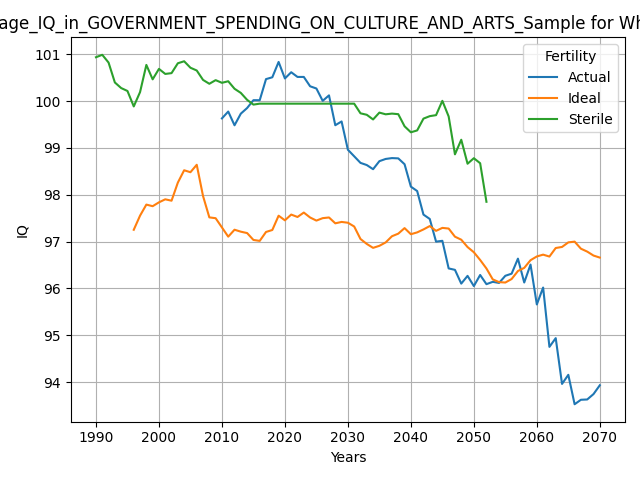 age_IQ_in_GOVERNMENT_SPENDING_ON_CULTURE_AND_ARTS_Sample for Wh
Fertility
Actual
Ideal
Sterile
101
100
99
98
97
96
95
94
IQ
1990 2000 2010 2020 2030 2040 2050 2060 2070
Years